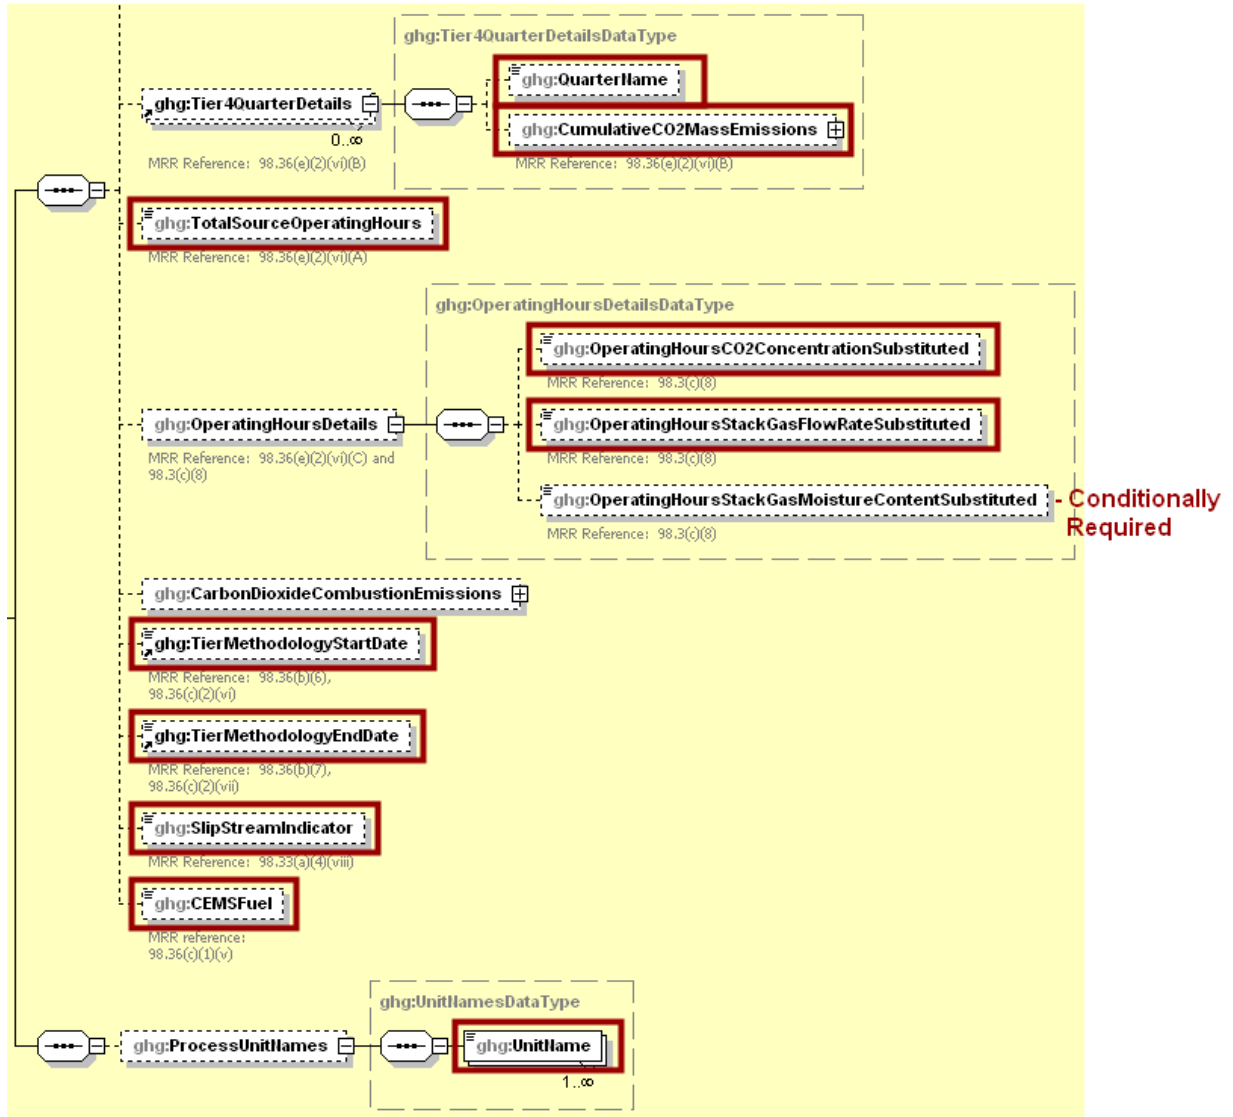 ghg:Tier4QuarterDetailsDataType
ghg:QuarterName
ghg:Tier4QuarterDetails
ghg:CumulativeCO2MassEmissions
0..∞
MRR Reference: 98.36(e)(2)(vi)(B)
MRR Reference: 98.36(e)(2)(vi)(B)
ghg:TotalSourceOperatingHours
MRR Reference: 98.36(e)(2)(vi)(A)
ghg:OperatingHoursDetailsDataType
ghg:OperatingHoursCO2ConcentrationSubstituted
MRR Reference: 98.3(c)(8)
ghg:OperatingHoursDetails
ghg:OperatingHoursStackGasFlowRateSubstituted
MRR Reference: 98.36(e)(2)(vi)(C) and
98.3(c)(8)
MRR Reference: 98.3(c)(8)
ghg:OperatingHoursStackGasMoistureContentSubstituted
- Conditionally
Required
MRR Reference: 98.3(c)(8)
ghg:CarbonDioxideCombustionEmissions
ghg:TierMethodologyStartDate
MRR Reference: 98.36(b)(6),
98.36(c)(2)(vi)
ghg:TierMethodologyEndDate
MRR Reference: 98.36(b)(7),
98.36(c)(2)(vii)
ghg:SlipStreamIndicator
MRR Reference: 98.33(a)(4)(viii)
ghg:CEMSFuel
MRR reference:
98.36(c)(1)(v)
ghg:UnitNamesDataType
ghg:ProcessUnitNames
ghg:UnitName
1..∞